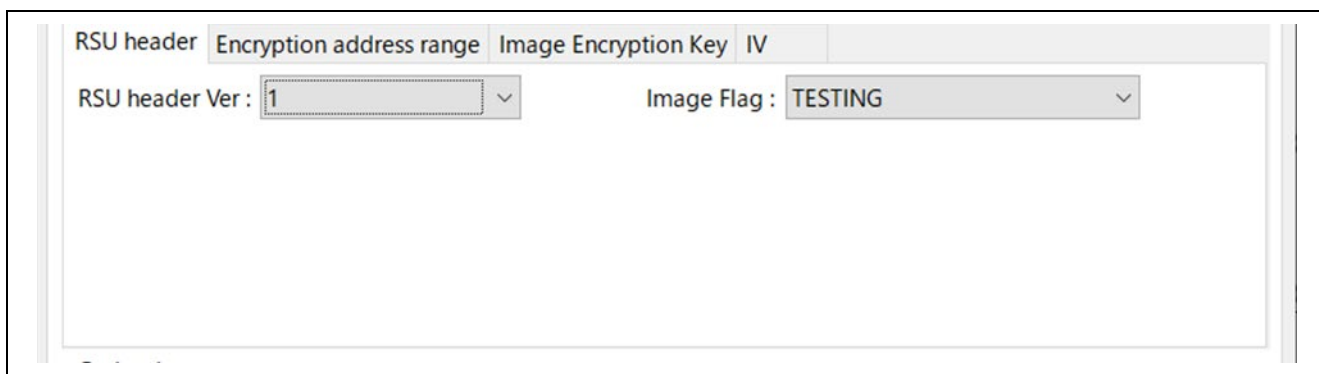 RSU header Encryption address range Image Encryption Key IV
RSU header Ver : 1 Image Flag : TESTING